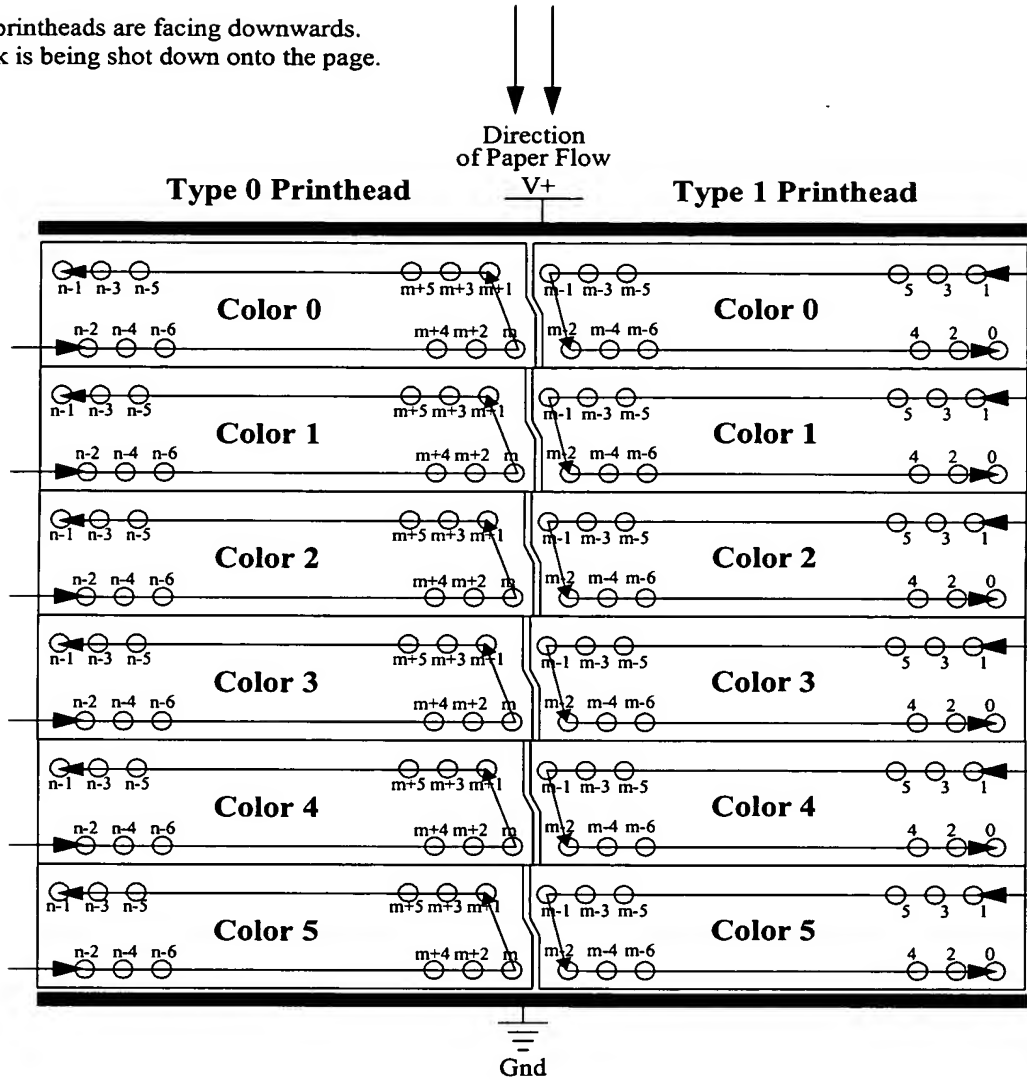 printheads are facing downwards.
k is being shot down onto the page.
Direction
of Paper Flow
V+
Type 0 Printhead Type 1 Printhead
n-1 n-3 n-5 m+5 m+3 m+1 m-1 m-3 m-5 5 3 1
Color 0 Color 0
n-2 n-4 n-6 m+4 m+2 m m-2 m-4 m-6 4 2 0
n-1 n-3 n-5 m+5 m+3 m+1 m-1 m-3 m-5 5 3 1
Color 1 Color 1
n-2 n-4 n-6 m+4 m+2 m m-2 m-4 m-6 4 2 0
n-1 n-3 n-5 m+5 m+3 m+1 m-1 m-3 m-5 5 3 1
Color 2 Color 2
n-2 n-4 n-6 m+4 m+2 m m-2 m-4 m-6 4 2 0
n-1 n-3 n-5 m+5 m+3 m+1 m-1 m-3 m-5 5 3 1
Color 3 Color 3
n-2 n-4 n-6 m+4 m+2 m m-2 m-4 m-6 4 2 0
n-1 n-3 n-5 m+5 m+3 m+1 m-1 m-3 m-5 5 3 1
Color 4 Color 4
n-2 n-4 n-6 m+4 m+2 m m-2 m-4 m-6 4 2 0
n-1 n-3 n-5 m+5 m+3 m+1 m-1 m-3 m-5 5 3 1
Color 5 Color 5
n-2 n-4 n-6 m+4 m+2 m m-2 m-4 m-6 4 2 0
Gnd